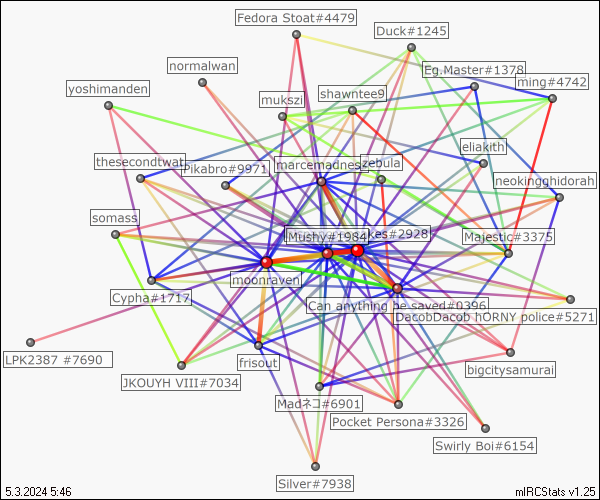 Fedora Stoat#4479
Duck#1245
normalwan
Eg.Master#1378
ming#4742
yoshimanden
shawntee9
mukszi
eliakith
thesecondtwat
marcemadnes
zebula
Pikabro#9971
neokingghidorah
somass
Mushy#1984
Kes#2928
Majestic#3375
moonraven
Cypha#1717
Can anything be saved#0396
DacobDacob hORNY police#5271
LPK2387 #7690
frisout
bigcitysamurai
JKOUYH VIII#7034
Madネコ#6901
Pocket Persona#3326
Swirly Boi#6154
Silver#7938
5.3.2024 5:46
mIRCStats v1.25